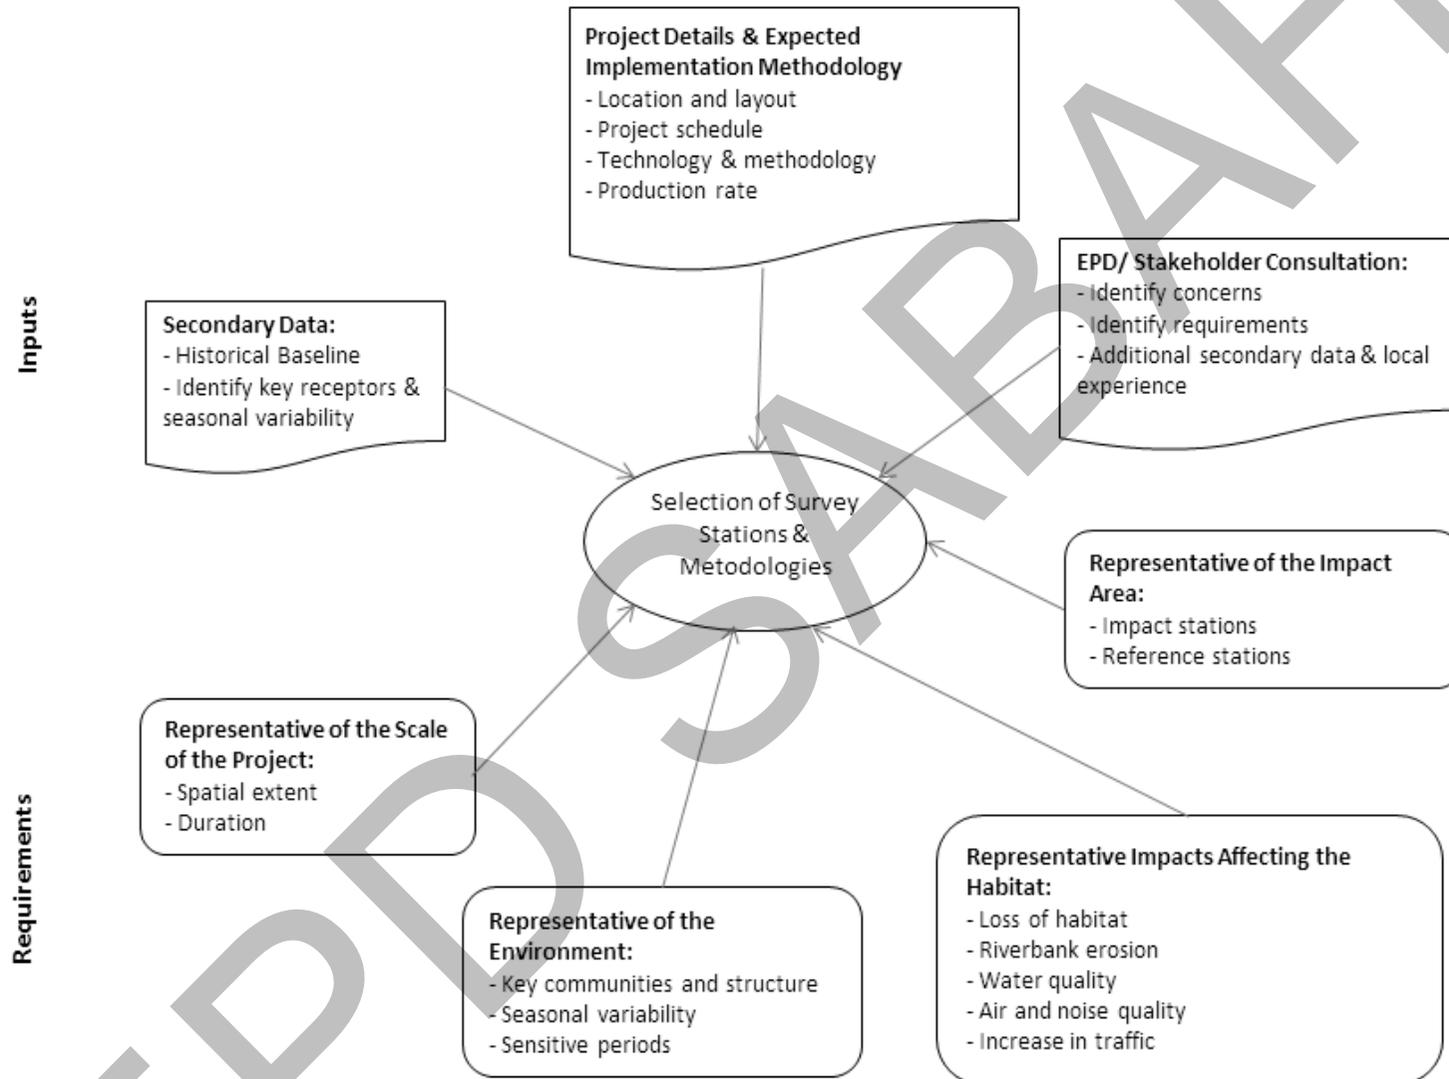 Project Details & Expected
Implementation Methodology
- Location and layout
- Project schedule
- Technology & methodology
- Production rate
EPD/ Stakeholder Consultation:
- Identify concerns
- Identify requirements
- Additional secondary data & local
experience
Inputs
Secondary Data:
- Historical Baseline
- Identify key receptors &
seasonal variability
Selection of Survey
Stations &
Metodologies
Representative of the Impact
Area:
- Impact stations
- Reference stations
Requirements
Representative of the Scale
of the Project:
- Spatial extent
- Duration
Representative of the
Environment:
- Key communities and structure
- Seasonal variability
- Sensitive periods
Representative Impacts Affecting the
Habitat:
- Loss of habitat
- Riverbank erosion
- Water quality
- Air and noise quality
- Increase in traffic
EPD SABAH